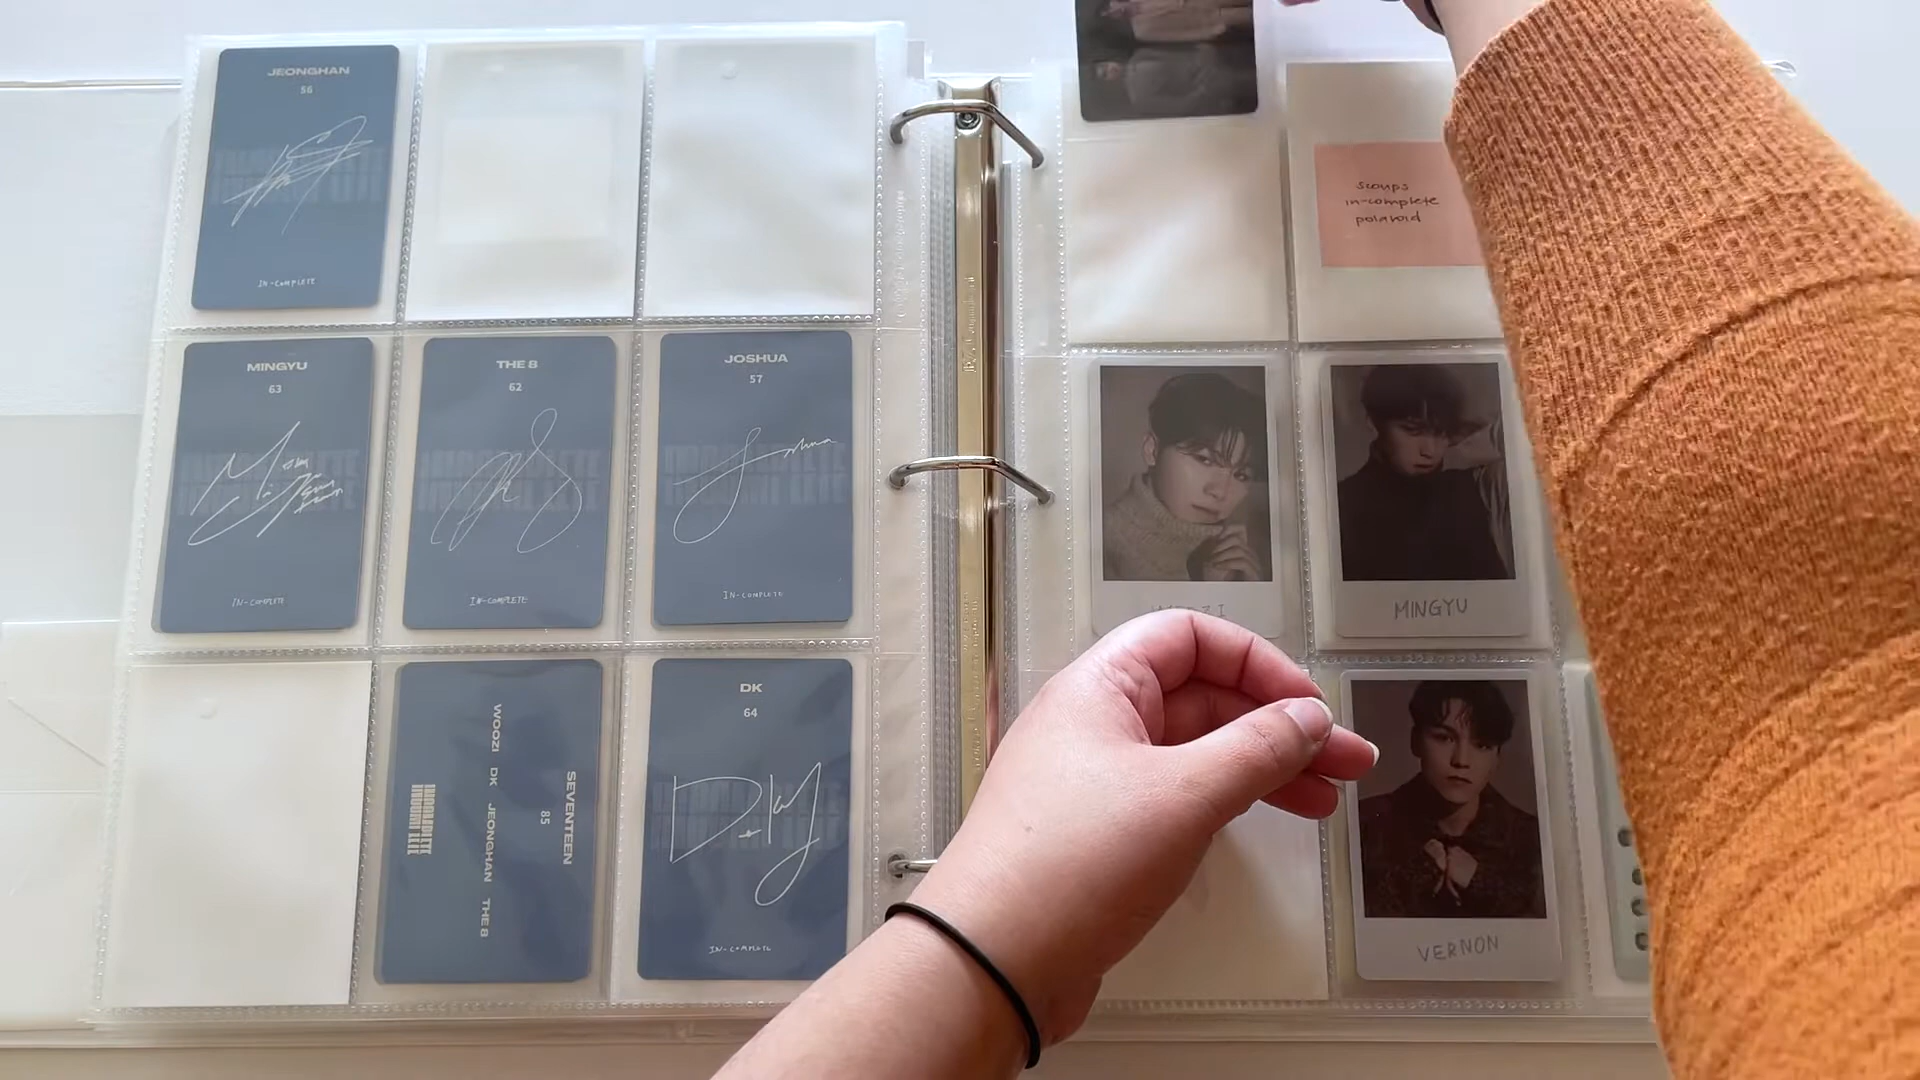 JEONGHAN
56
IN-COMPLETE
MINGYU
63
IN-COMPLETE
THE 8
62
IN-COMPLETE
JOSHUA
57
Joshua
IN-COMPLETE
SEVENTEEN
85
WOOZI DK JEONGHAN THE 8
DK
64
IN-COMPLETE
scoups
in-complete
polaroid
MINGYU
VERNON